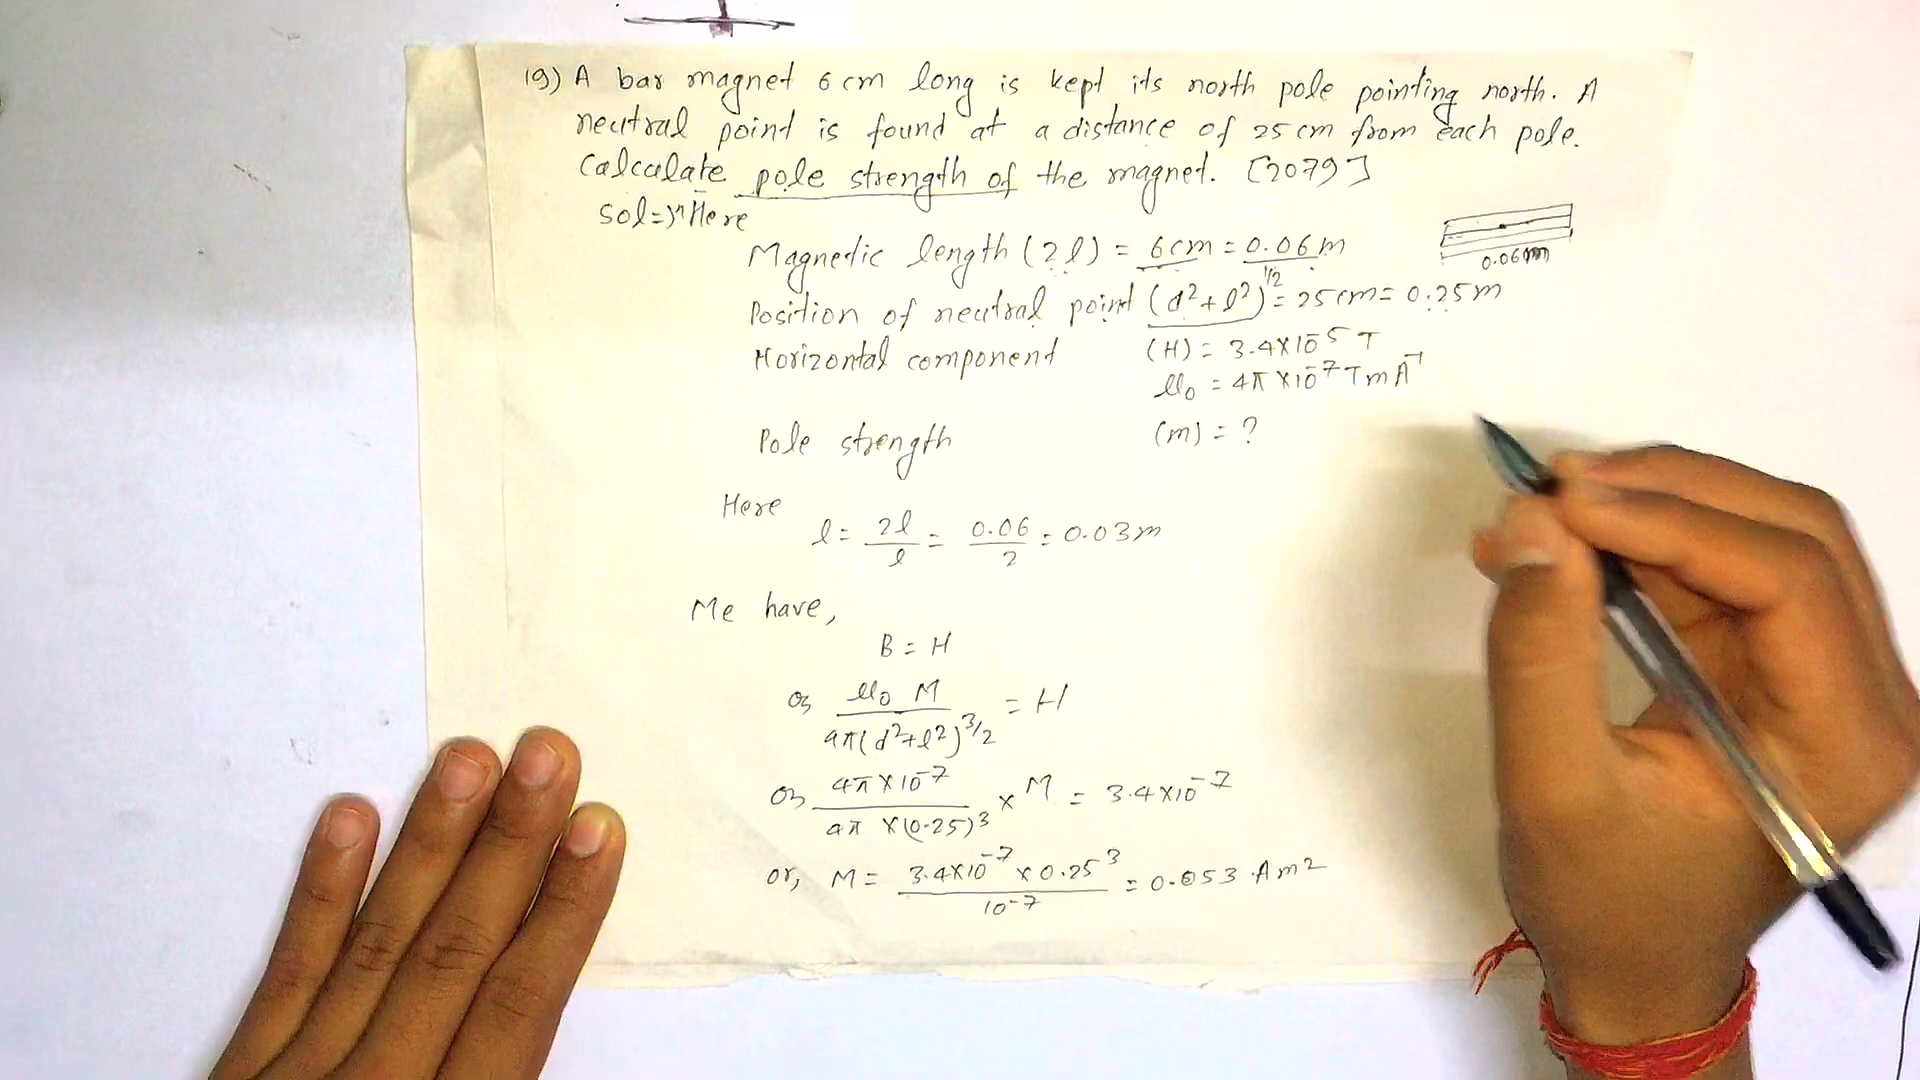 19) A bar magnet 6 cm long is kept its north pole pointing north. A
neutral point is found at a distance of 25 cm from each pole.
Calculate pole strength of the magnet. [2079]
sol=)ⁿ Here
Magnetic length (2l) = 6cm = 0.06m
0.06m
Position of neutral point (d²+l²)^1/2 = 25cm = 0.25m
Horizontal component (H) = 3.4×10⁻⁵ T
μ₀ = 4π×10⁻⁷ TmA⁻¹
Pole strength (m) = ?
Here
l = 2l/l = 0.06/2 = 0.03m
We have,
B = H
or μ₀ M / 4π(d²+l²)^3/2 = H
or 4π×10⁻⁷ / 4π ×(0.25)³ × M = 3.4×10⁻⁷
or, M = 3.4×10⁻⁷ × 0.25³ / 10⁻⁷ = 0.053 Am²